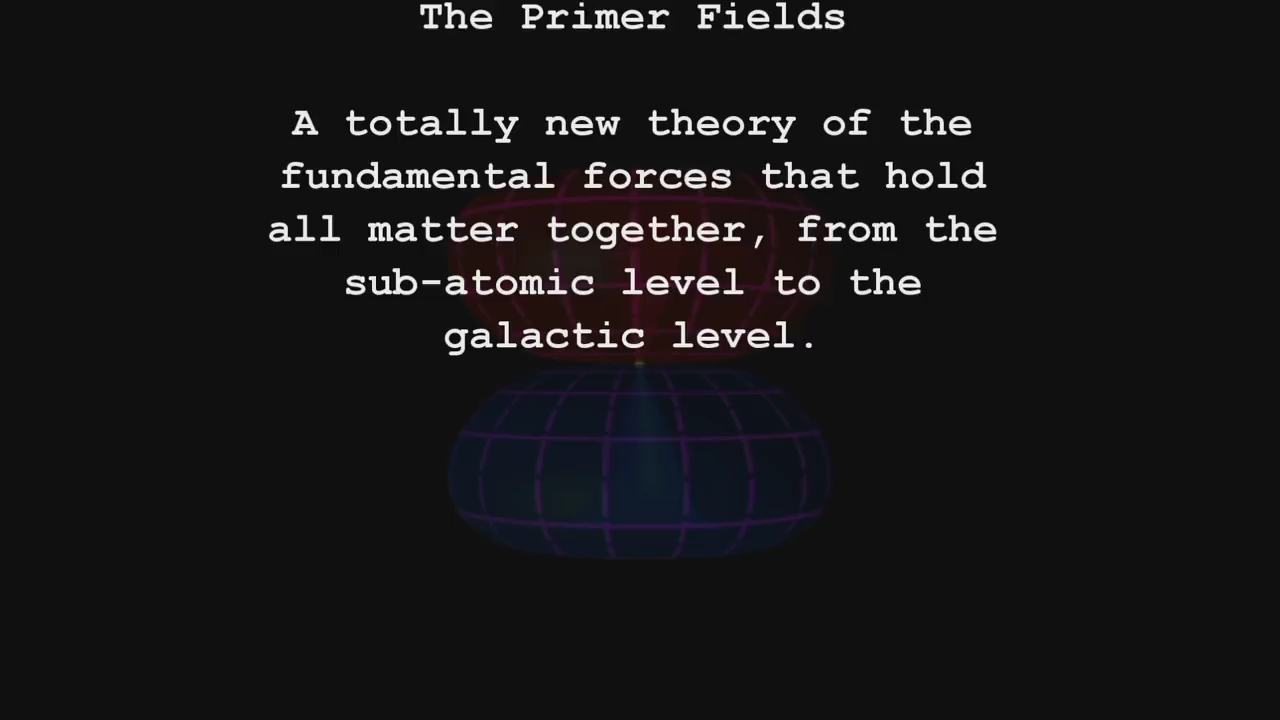 The Primer Fields
A totally new theory of the
fundamental forces that hold
all matter together, from the
sub-atomic level to the
galactic level.